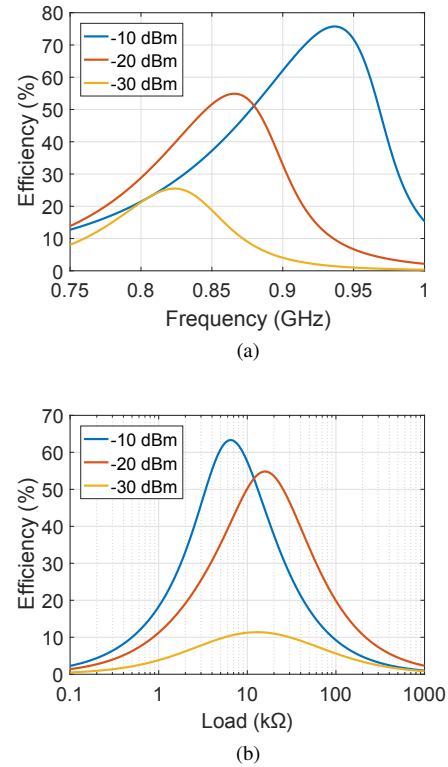 80
70
60
50
40
30
20
10
0
Efficiency (%)
-10 dBm
-20 dBm
-30 dBm
0.75
0.8
0.85
0.9
0.95
1
Frequency (GHz)
(a)
70
60
50
40
30
20
10
0
Efficiency (%)
-10 dBm
-20 dBm
-30 dBm
0.1
1
10
100
1000
Load (kΩ)
(b)